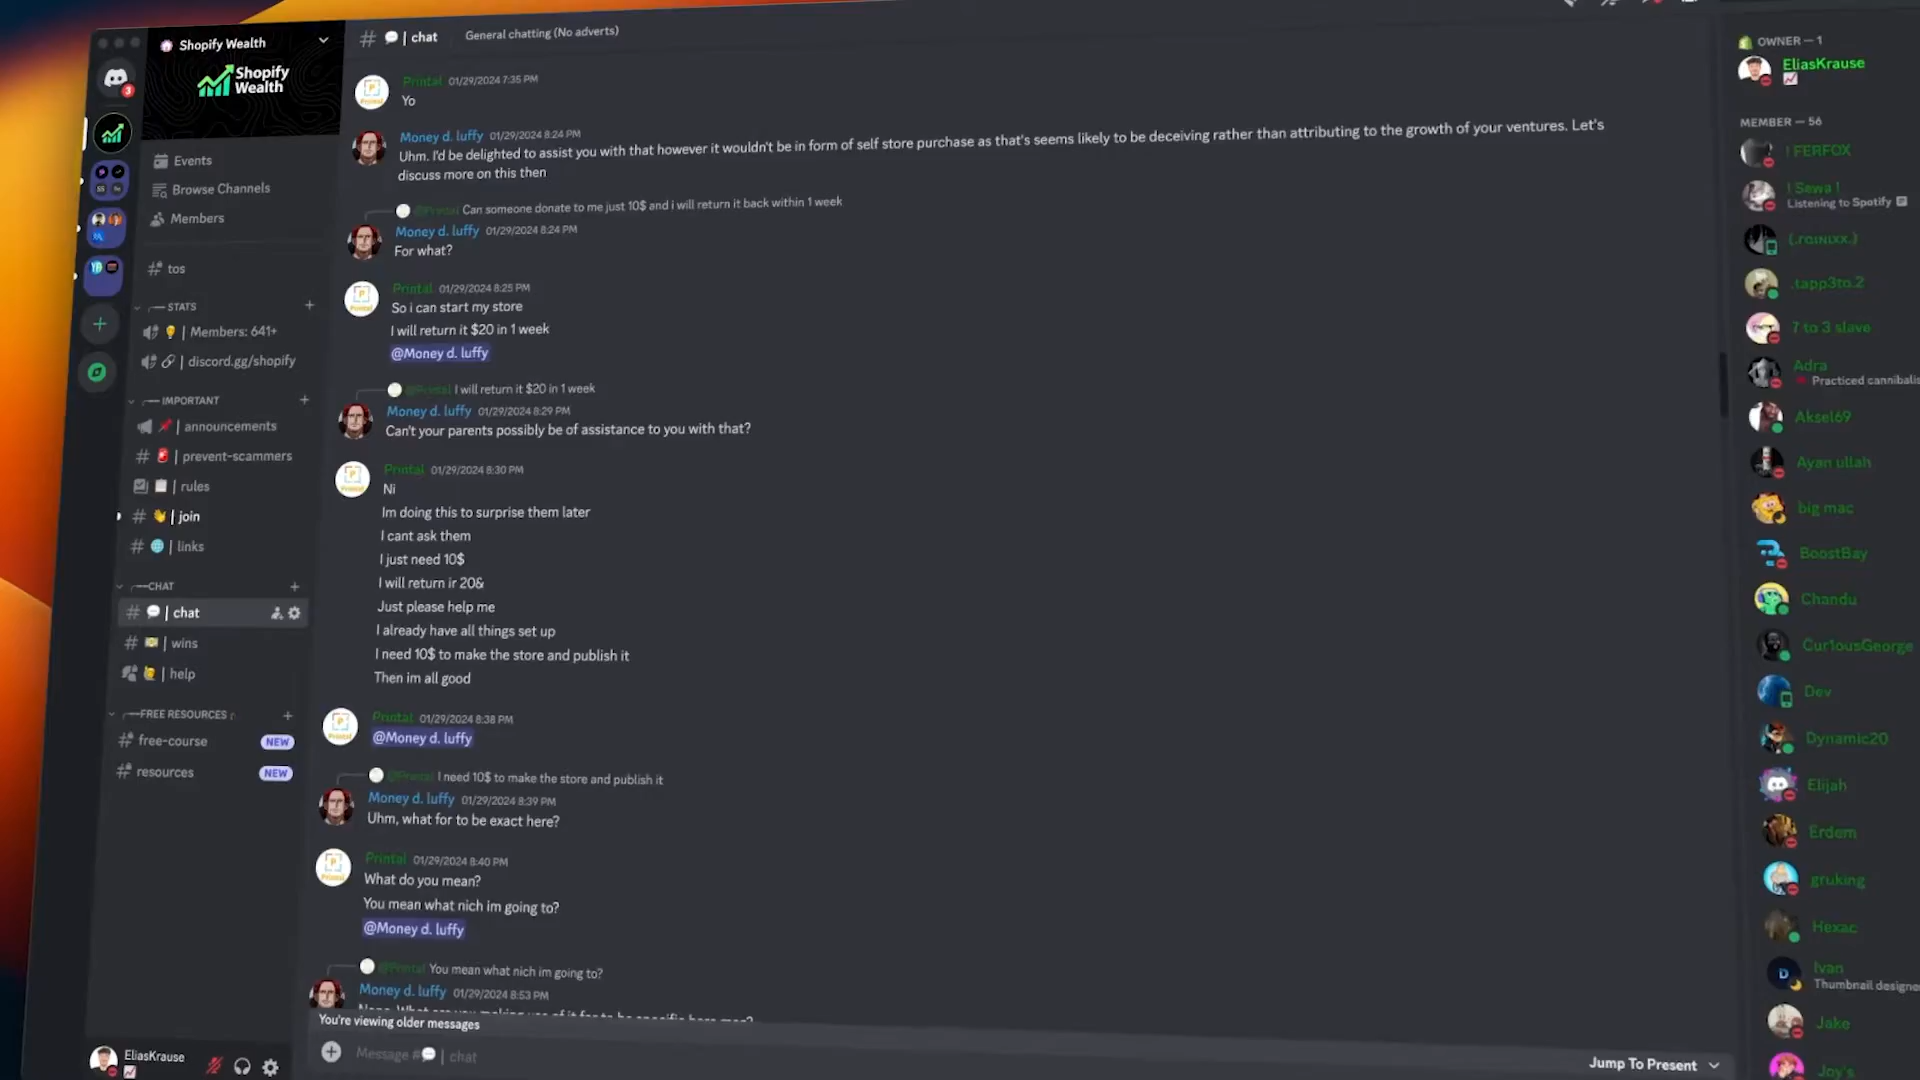 Shopify Wealth
Shopify
Wealth
3
Events
Browse Channels
Members
tos
STATS
Members: 641+
discord.gg/shopify
IMPORTANT
announcements
prevent-scammers
rules
join
links
CHAT
chat
wins
help
FREE RESOURCES
free-course NEW
resources NEW
EliasKrause
# | chat General chatting (No adverts)
Printal 01/29/2024 7:35 PM
Yo
Money d. luffy 01/29/2024 8:24 PM
Uhm. I'd be delighted to assist you with that however it wouldn't be in form of self store purchase as that's seems likely to be deceiving rather than attributing to the growth of your ventures. Let's
discuss more on this then
@Printal Can someone donate to me just 10$ and i will return it back within 1 week
Money d. luffy 01/29/2024 8:24 PM
For what?
Printal 01/29/2024 8:25 PM
So i can start my store
I will return it $20 in 1 week
@Money d. luffy
@Printal I will return it $20 in 1 week
Money d. luffy 01/29/2024 8:29 PM
Can't your parents possibly be of assistance to you with that?
Printal 01/29/2024 8:30 PM
Ni
Im doing this to surprise them later
I cant ask them
I just need 10$
I will return ir 20&
Just please help me
I already have all things set up
I need 10$ to make the store and publish it
Then im all good
Printal 01/29/2024 8:38 PM
@Money d. luffy
@Printal I need 10$ to make the store and publish it
Money d. luffy 01/29/2024 8:39 PM
Uhm, what for to be exact here?
Printal 01/29/2024 8:40 PM
What do you mean?
You mean what nich im going to?
@Money d. luffy
@Printal You mean what nich im going to?
Money d. luffy 01/29/2024 8:53 PM
You're viewing older messages
Jump To Present
Message # | chat
OWNER — 1
EliasKrause
MEMBER — 56
! FERFOX
! Sewa !
Listening to Spotify
.tapp3to.2
7 to 3 slave
Adra
Practiced cannibalis
Aksel69
Ayan ullah
big mac
BoostBay
Chandu
Cur1ousGeorge
Dev
Dynamic20
Elijah
Erdem
gruking
Hexac
Ivan
Thumbnail designer
Jake
Joy's